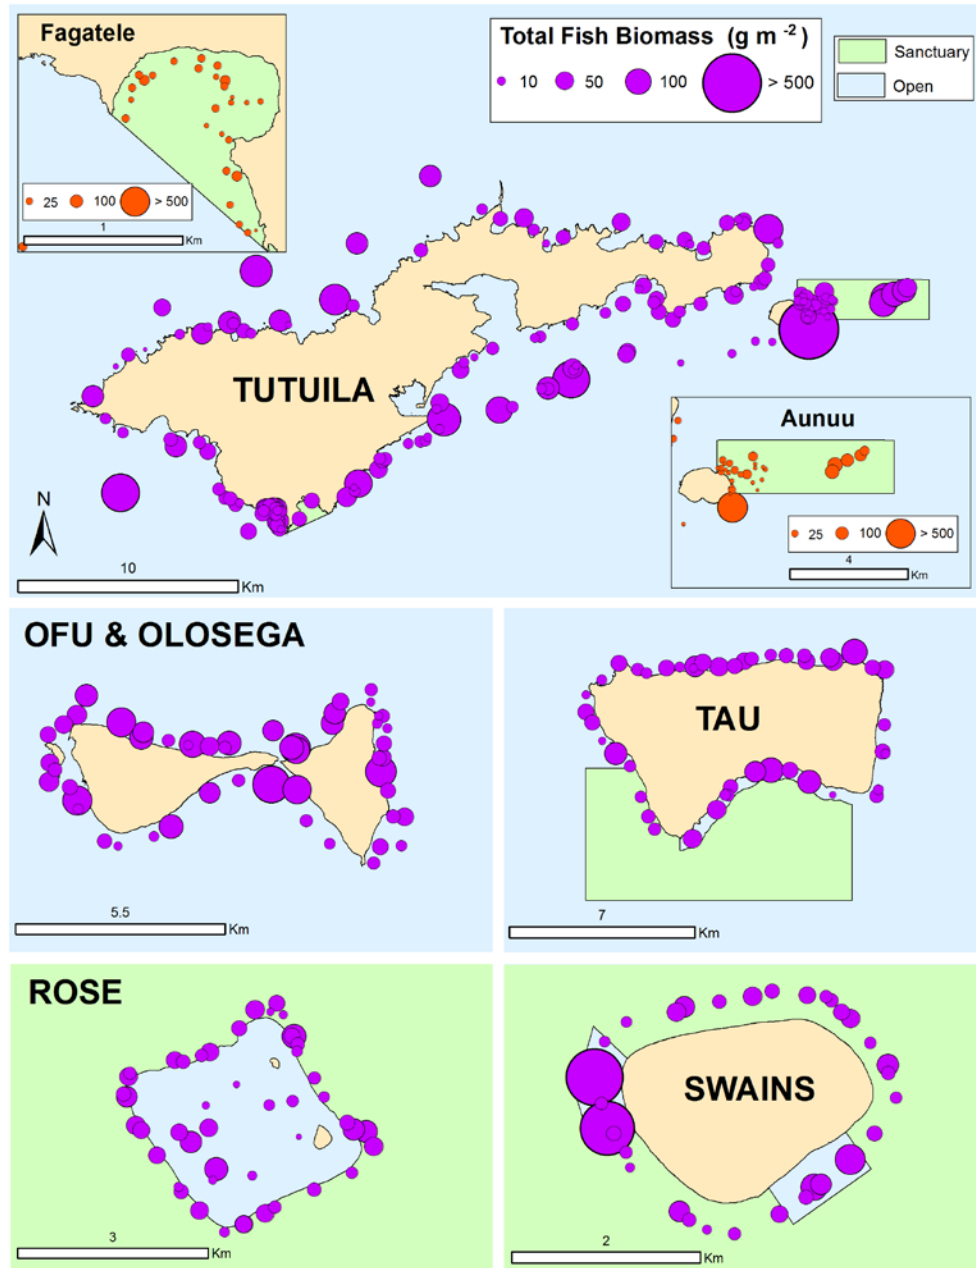 Fagatele
25 100 > 500
1
Km
Total Fish Biomass (g m -2)
10 50 100 > 500
Sanctuary
Open
TUTUILA
N
10
Km
Aunuu
25 100 > 500
4
Km
OFU & OLOSEGA
5.5
Km
TAU
7
Km
ROSE
3
Km
SWAINS
2
Km